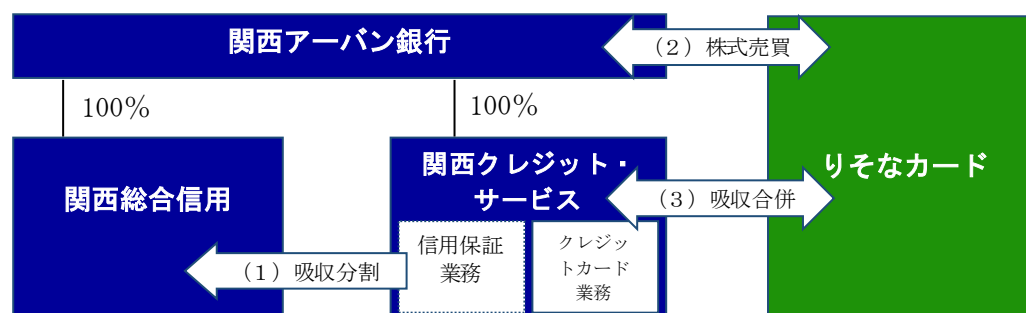 関西アーバン銀行
（２）株式売買
100%
100%
関西総合信用
関西クレジット・
サービス
りそなカード
（３）吸収合併
信用保証
業務
クレジッ
トカード
業務
（１）吸収分割